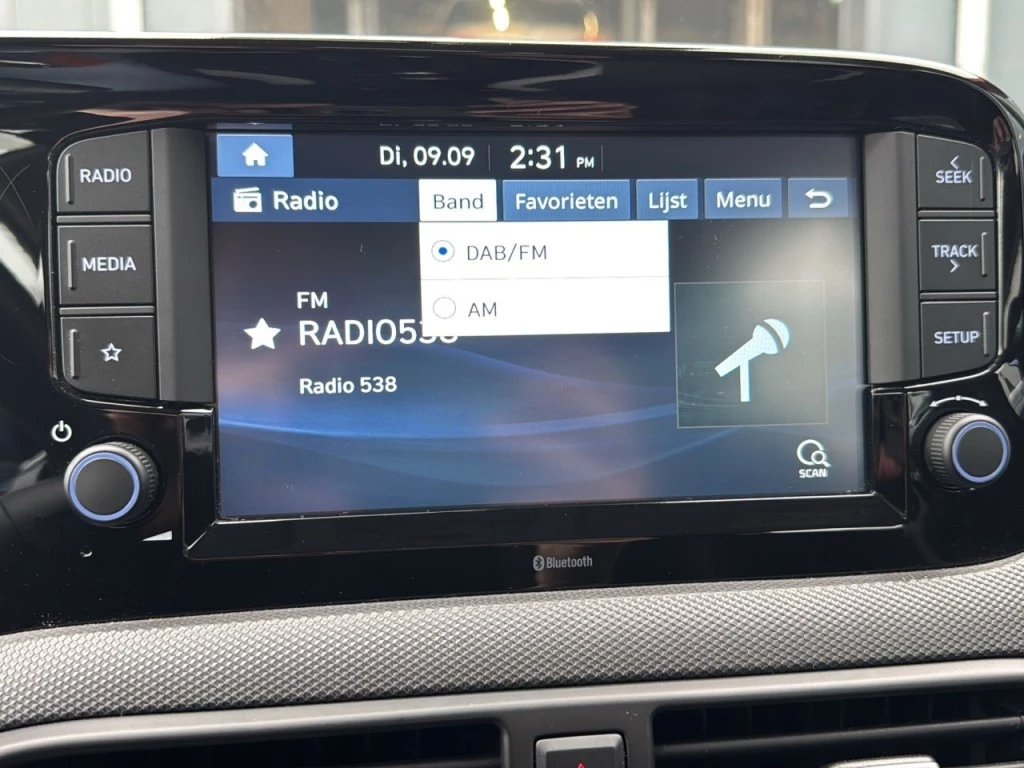 Di, 09.09 2:31 PM
Radio Band Favorieten Lijst Menu
DAB/FM
AM
FM
RADIO538
Radio 538
SCAN
RADIO
MEDIA
SEEK
TRACK
SETUP
Bluetooth